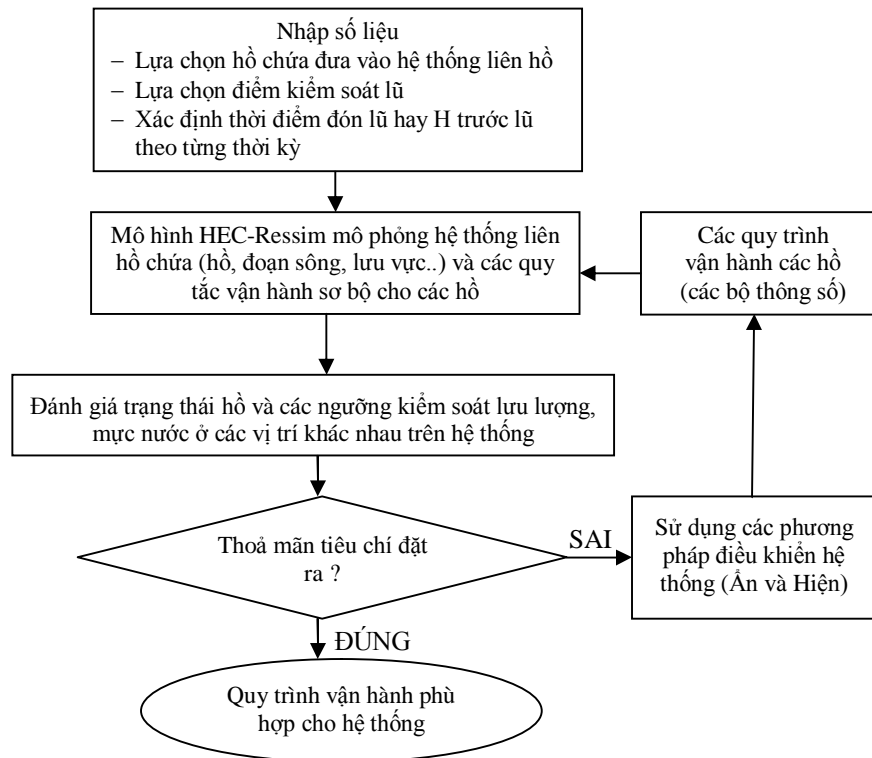 Nhập số liệu
– Lựa chọn hồ chứa đưa vào hệ thống liên hồ
– Lựa chọn điểm kiểm soát lũ
– Xác định thời điểm đón lũ hay H trước lũ
theo từng thời kỳ
Mô hình HEC-Ressim mô phỏng hệ thống liên
hồ chứa (hồ, đoạn sông, lưu vực..) và các quy
tắc vận hành sơ bộ cho các hồ
Các quy trình
vận hành các hồ
(các bộ thông số)
Đánh giá trạng thái hồ và các ngưỡng kiểm soát lưu lượng,
mực nước ở các vị trí khác nhau trên hệ thống
Thoả mãn tiêu chí đặt
ra ?
SAI
Sử dụng các phương
pháp điều khiển hệ
thống (Ẩn và Hiện)
ĐÚNG
Quy trình vận hành phù
hợp cho hệ thống